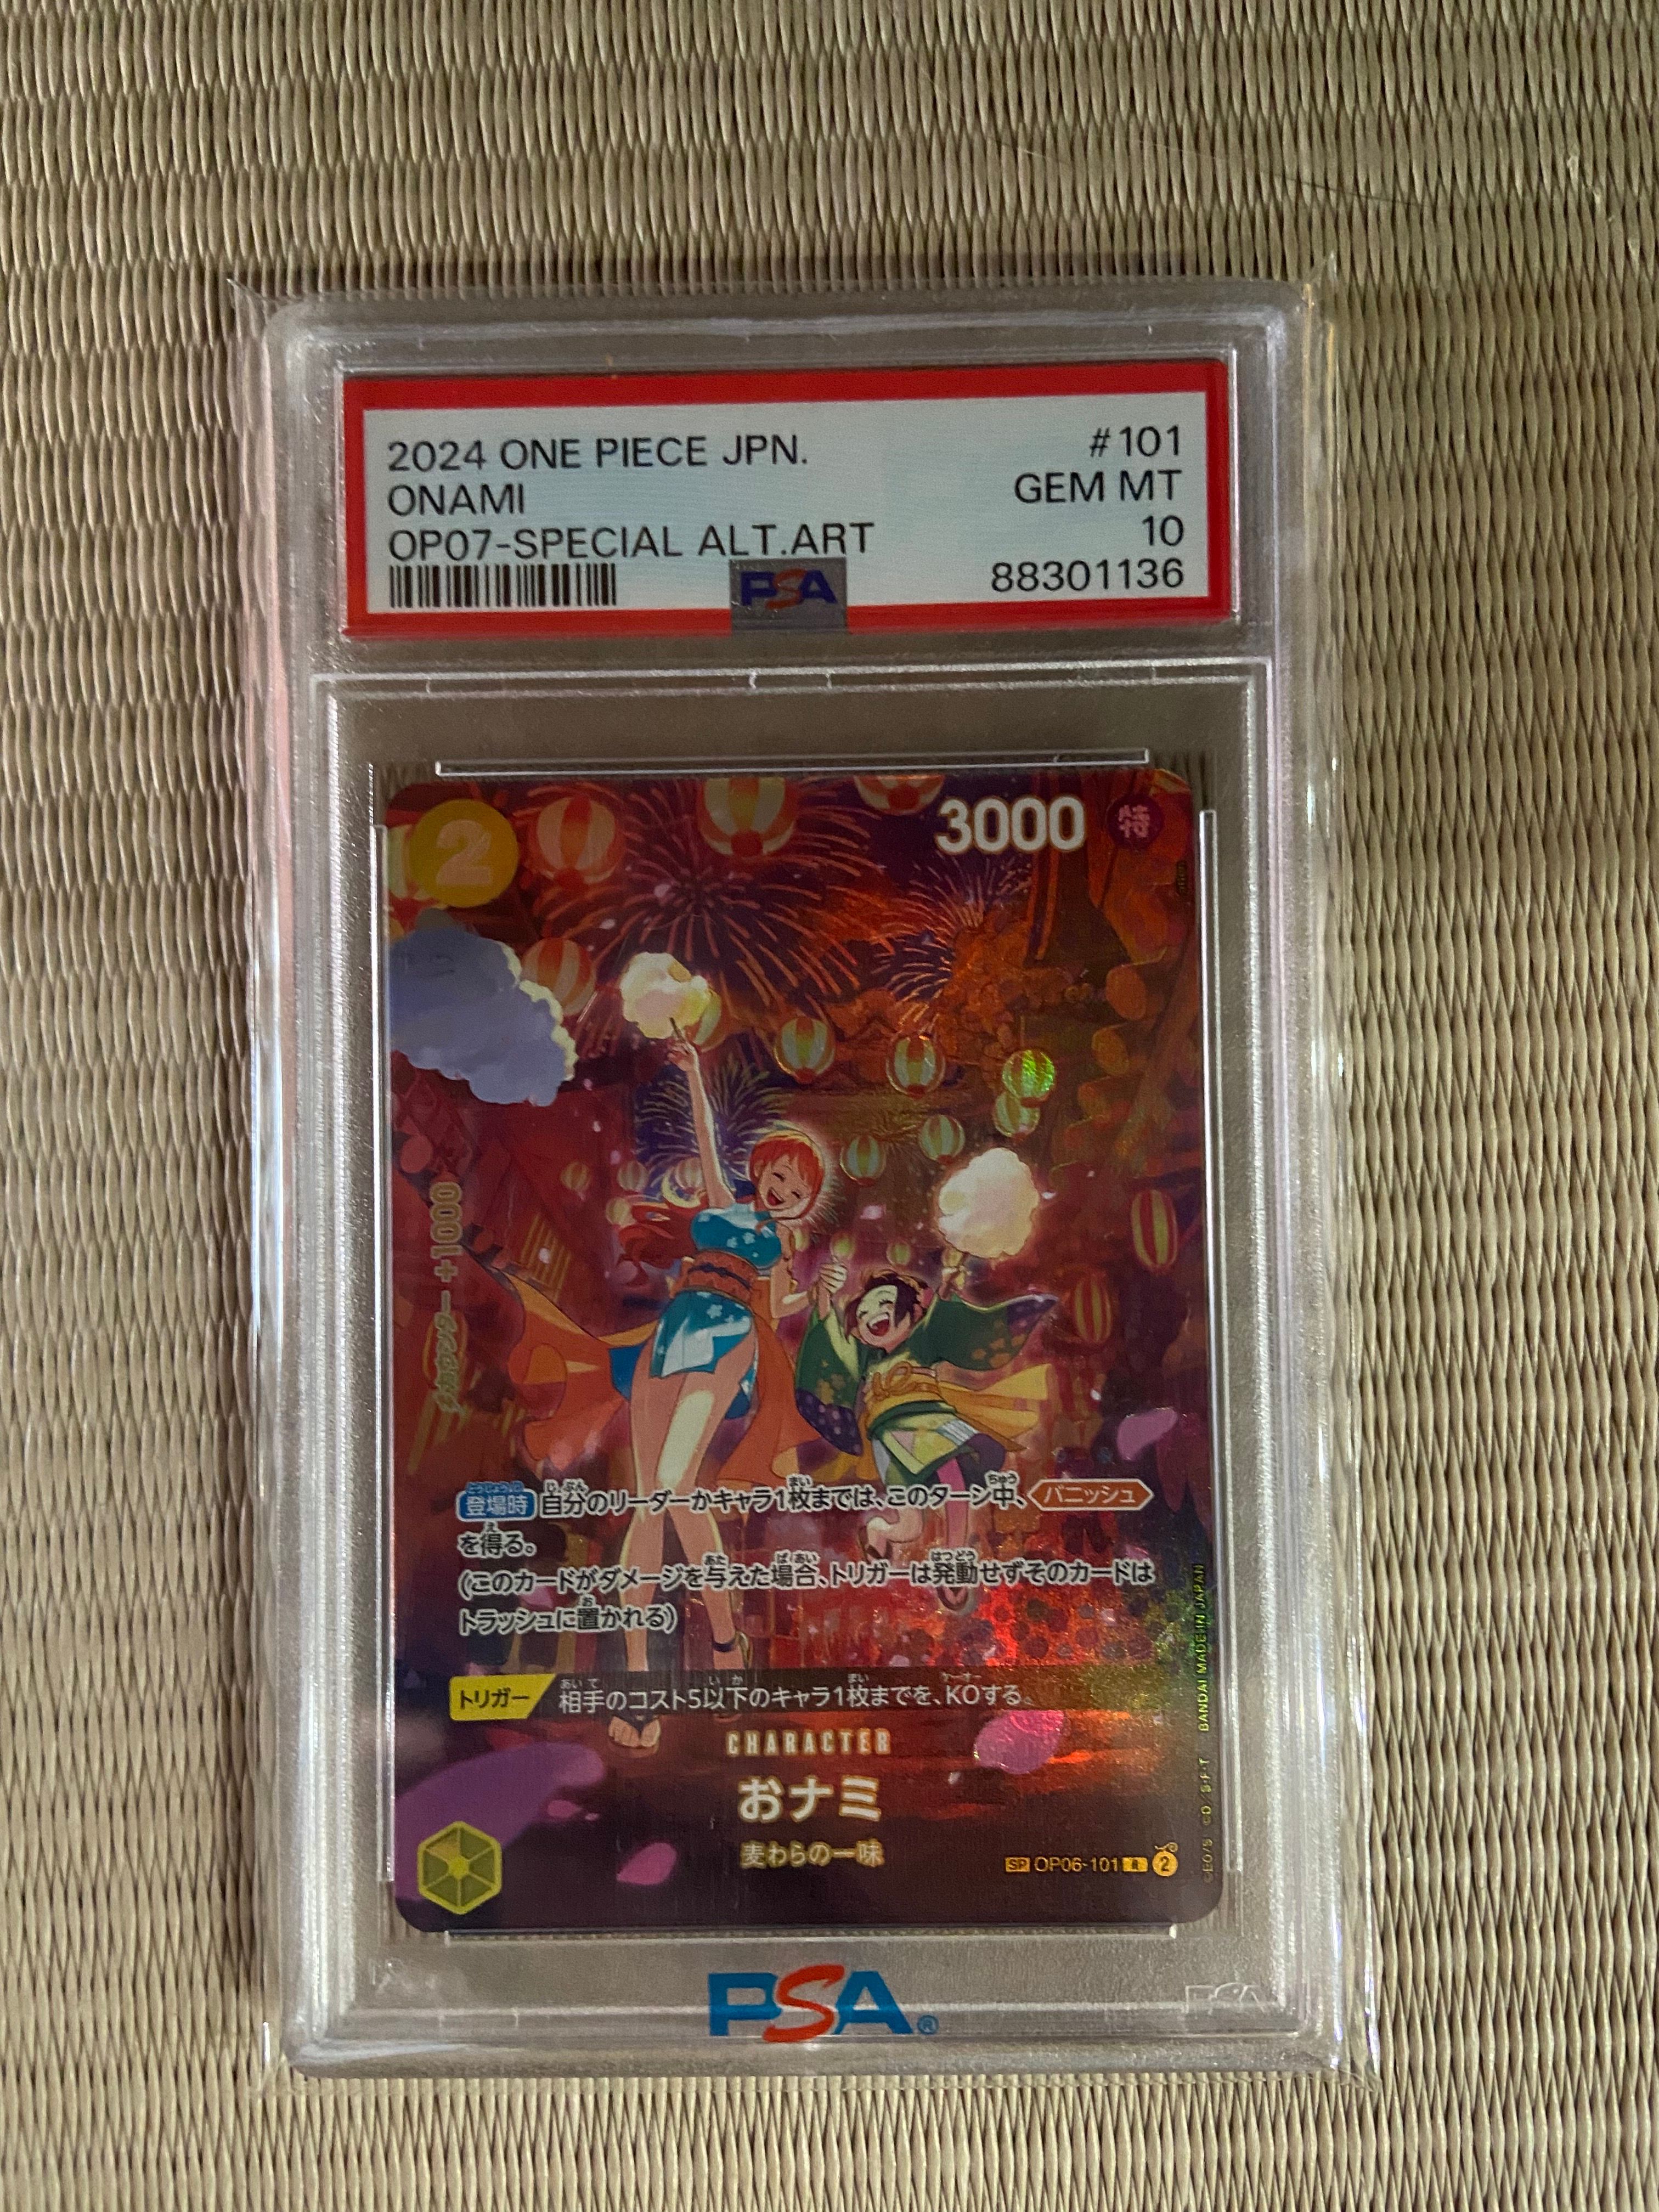 2024 ONE PIECE JPN. #101
ONAMI GEM MT
OP07-SPECIAL ALT.ART 10
PSA 88301136
2 3000 特
カウンター +1000
登場時 自分のリーダーかキャラ1枚までは、このターン中、バニッシュ
を得る。
(このカードがダメージを与えた場合、トリガーは発動せずそのカードは
トラッシュに置かれる)
トリガー 相手のコスト5以下のキャラ1枚までを、KOする。
CHARACTER
おナミ
麦わらの一味
SP OP06-101 R 2
BANDAI MADE IN JAPAN
PSA®
PSA